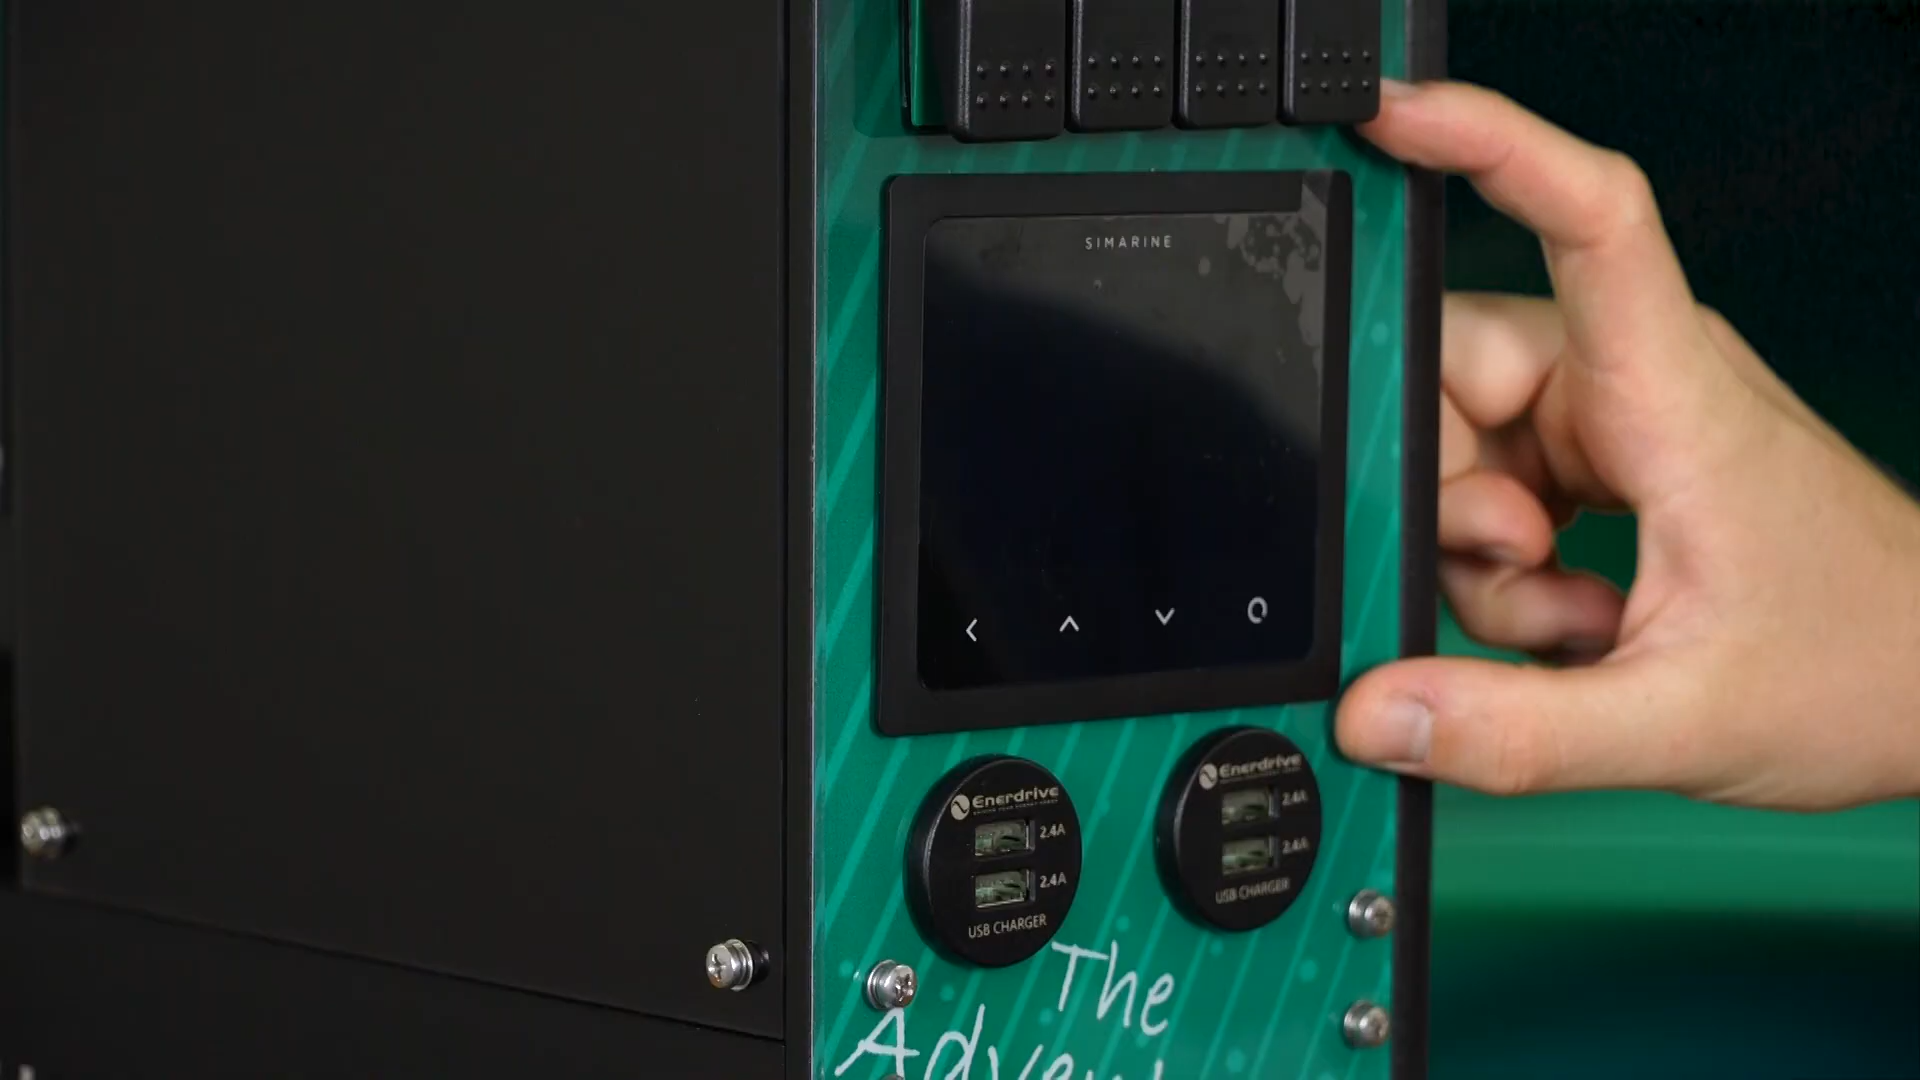 SIMARINE
Enerdrive
2.4A
2.4A
USB CHARGER
Enerdrive
2.4A
2.4A
USB CHARGER
The